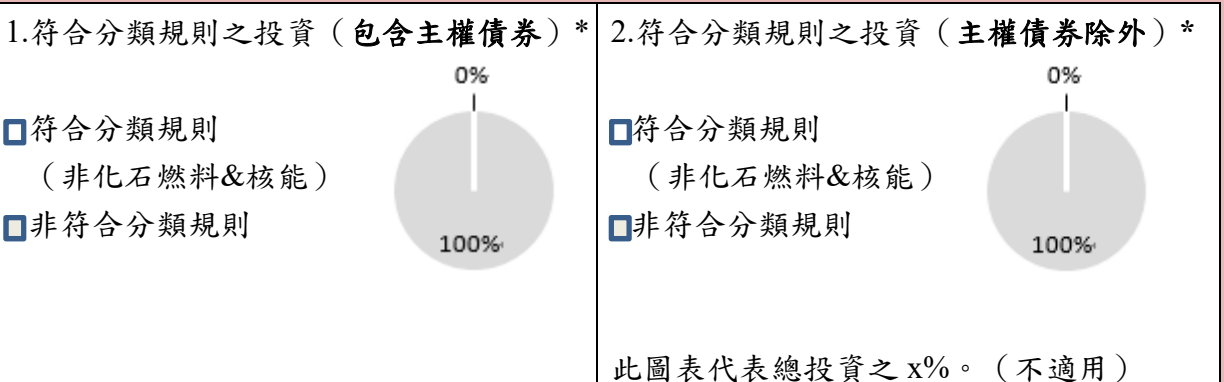 1.符合分類規則之投資（包含主權債券）*
0%
符合分類規則
（非化石燃料&核能）
非符合分類規則
100%
2.符合分類規則之投資（主權債券除外）*
0%
符合分類規則
（非化石燃料&核能）
非符合分類規則
100%
此圖表代表總投資之 x%。（不適用）